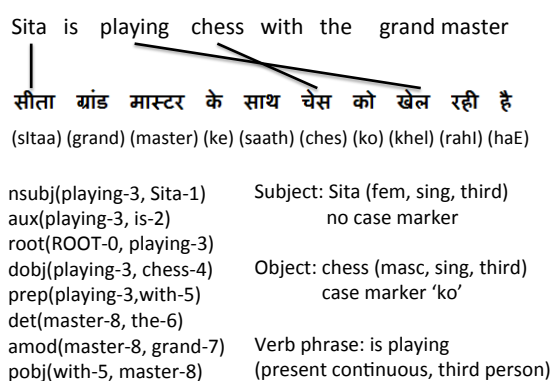 Sita is playing chess with the grand master
सीता ग्रांड मास्टर के साथ चेस को खेल रही है
(sItaa) (grand) (master) (ke) (saath) (ches) (ko) (khel) (rahI) (haE)
nsubj(playing-3, Sita-1)
aux(playing-3, is-2)
root(ROOT-0, playing-3)
dobj(playing-3, chess-4)
prep(playing-3,with-5)
det(master-8, the-6)
amod(master-8, grand-7)
pobj(with-5, master-8)
Subject: Sita (fem, sing, third)
no case marker
Object: chess (masc, sing, third)
case marker ‘ko’
Verb phrase: is playing
(present continuous, third person)